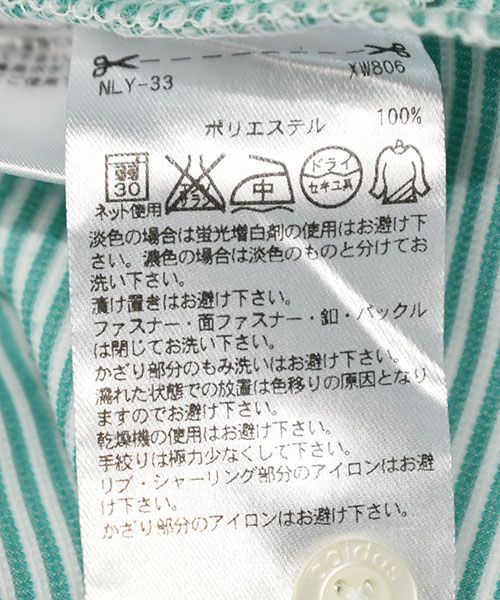 NLY-33 XW806
ポリエステル 100%
30 エンソ サラシ 中 ドライ セキユ系
ネット使用
淡色の場合は蛍光増白剤の使用はお避け下
さい。濃色の場合は淡色のものと分けてお
洗い下さい。
漬け置きはお避け下さい。
ファスナー・面ファスナー・釦・バックル
は閉じてお洗い下さい。
かざり部分のもみ洗いはお避け下さい。
濡れた状態での放置は色移りの原因となり
ますのでお避け下さい。
乾燥機の使用はお避け下さい。
手絞りは極力少なくして下さい。
リブ・シャーリング部分のアイロンはお避
け下さい。
かざり部分のアイロンはお避け下さい。
adidas